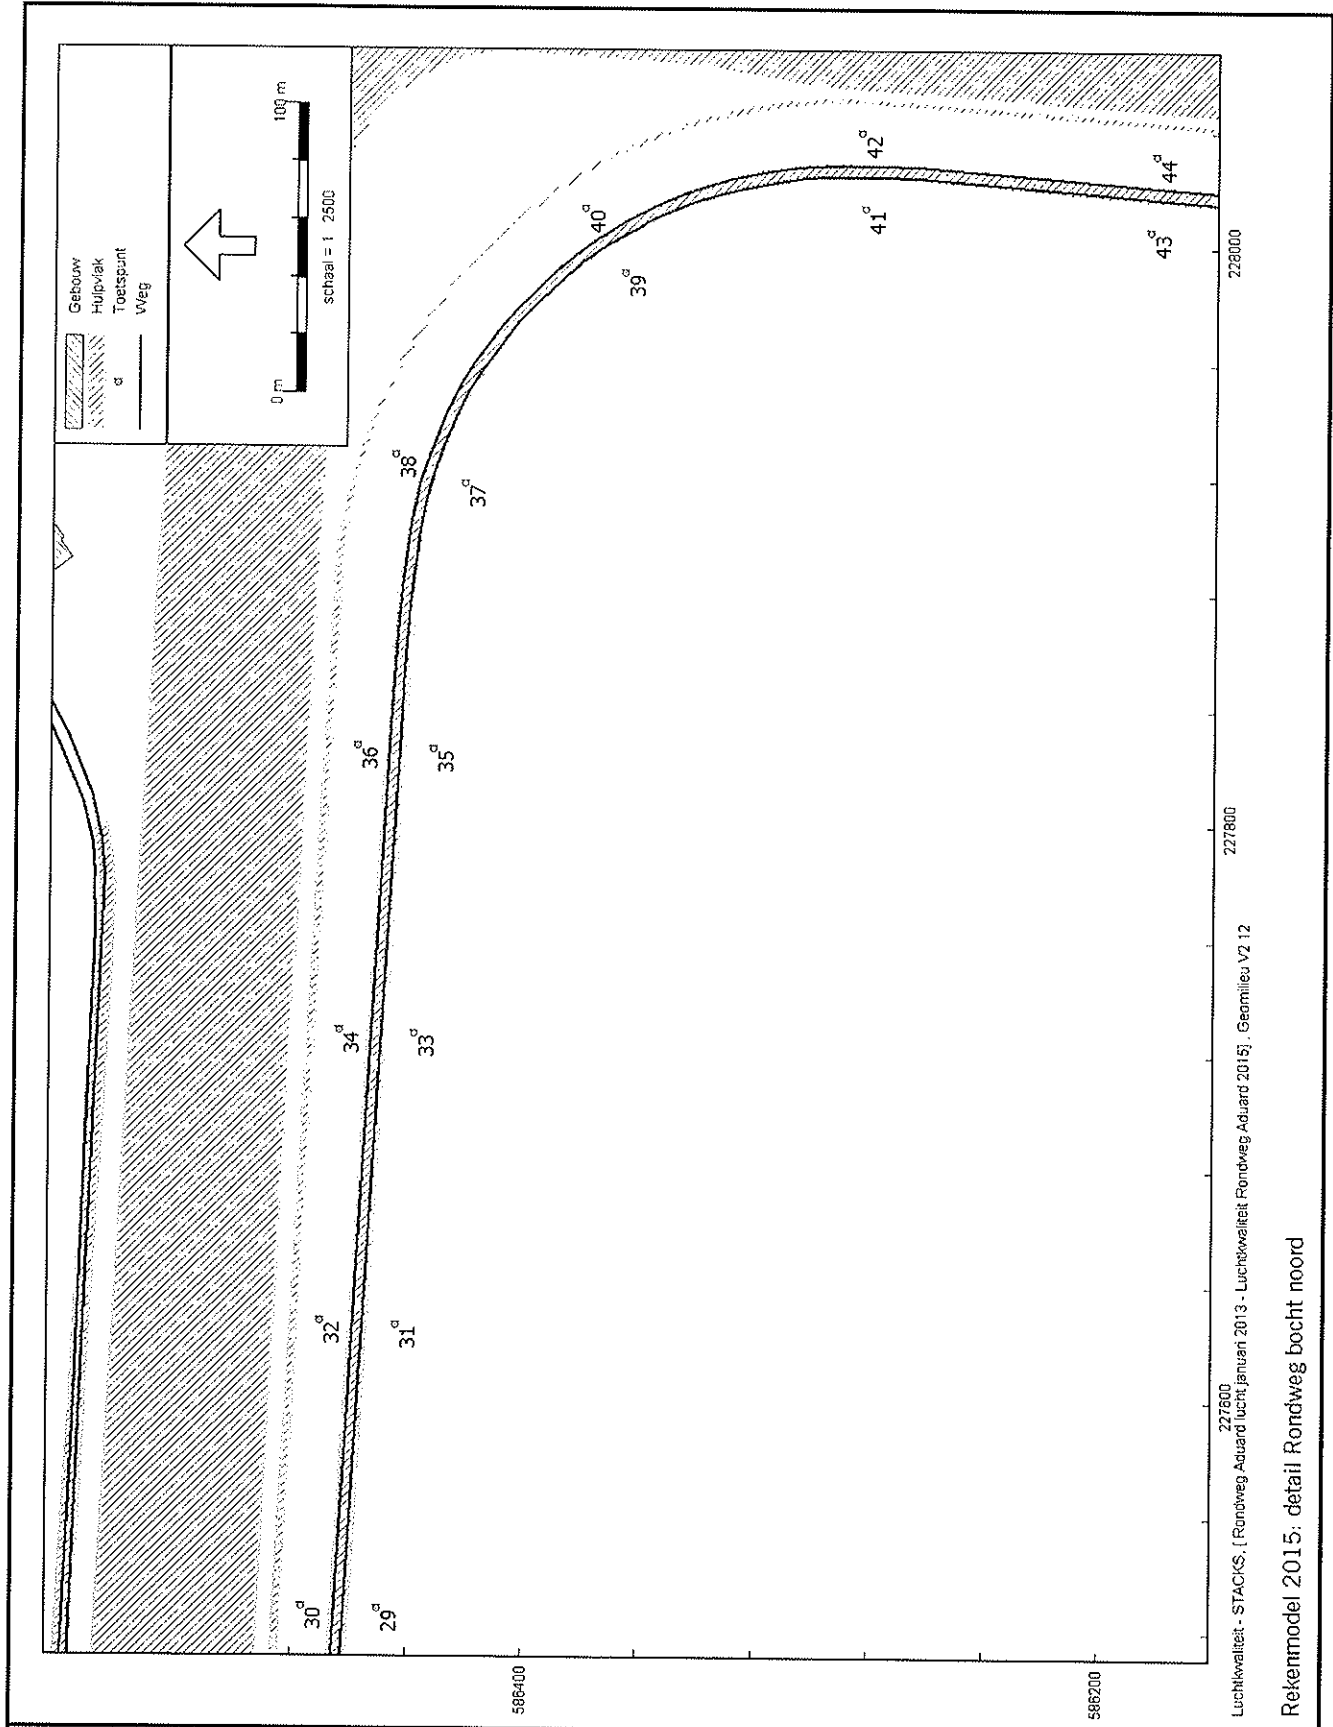 Gebouw
Hulpvlak
Toetspunt
Weg
0 m
100 m
schaal = 1 2500
30
29
32
31
34
33
36
35
38
37
40
39
42
41
44
43
586400
586200
227600
227800
228000
Luchtkwaliteit - STACKS, [Rondweg Aduard lucht januari 2013 - Luchtkwaliteit Rondweg Aduard 2015] , Geomilieu V2 12
Rekenmodel 2015: detail Rondweg bocht noord